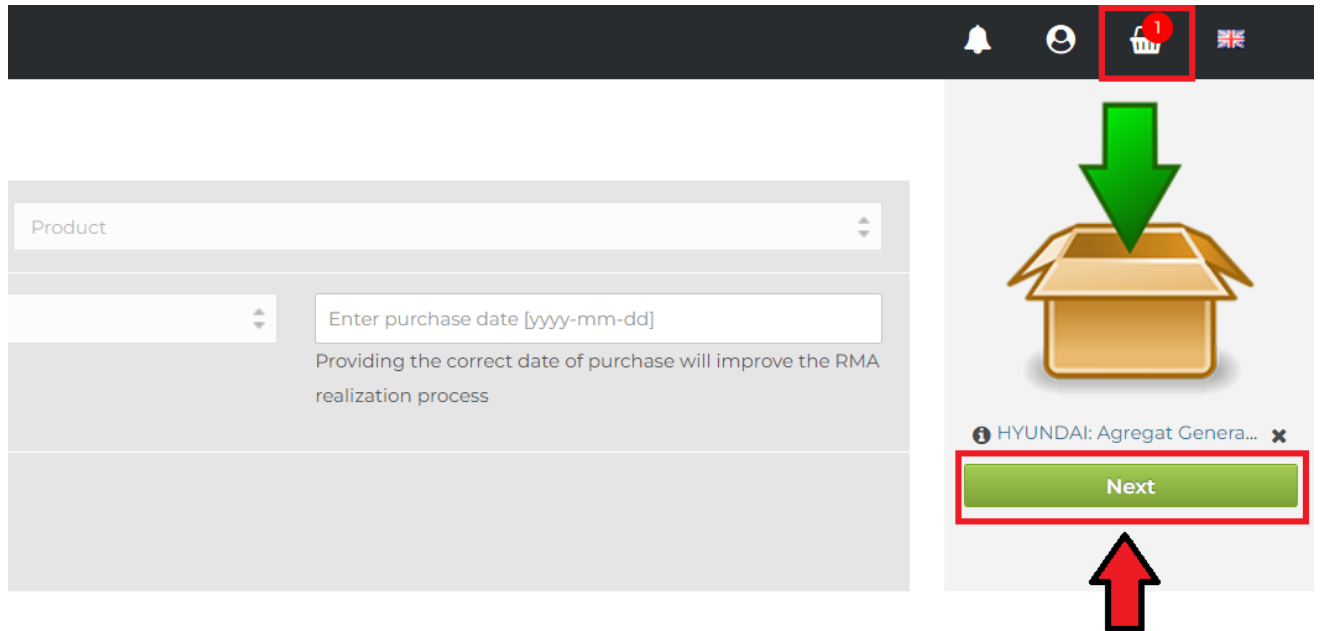 1
Product
Enter purchase date [yyyy-mm-dd]
Providing the correct date of purchase will improve the RMA
realization process
HYUNDAI: Agregat Genera...
Next